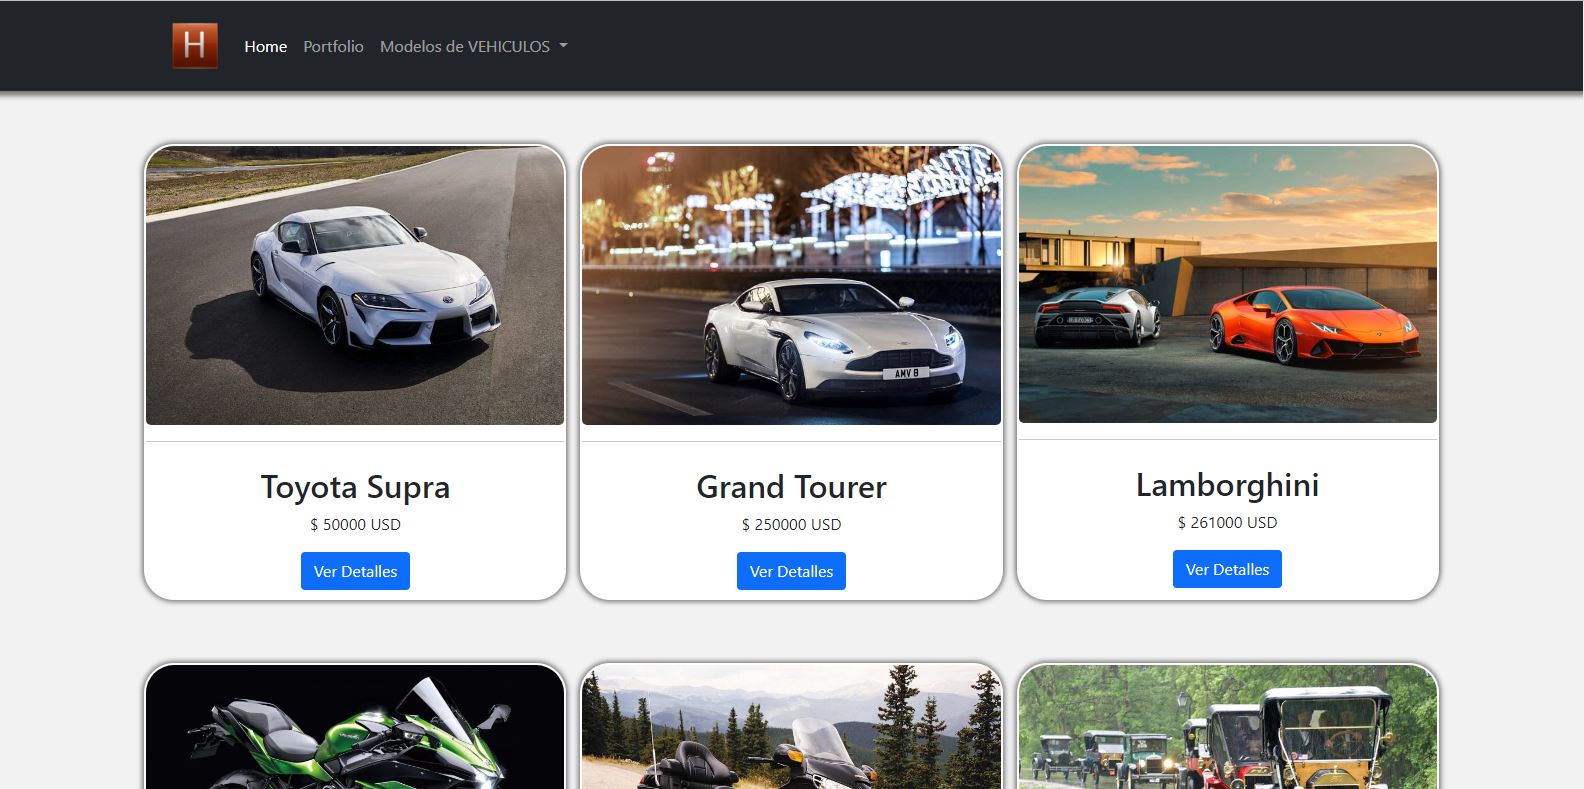 H
Home Portfolio Modelos de VEHICULOS
AMV 8
Toyota Supra
$ 50000 USD
Ver Detalles
Grand Tourer
$ 250000 USD
Ver Detalles
Lamborghini
$ 261000 USD
Ver Detalles